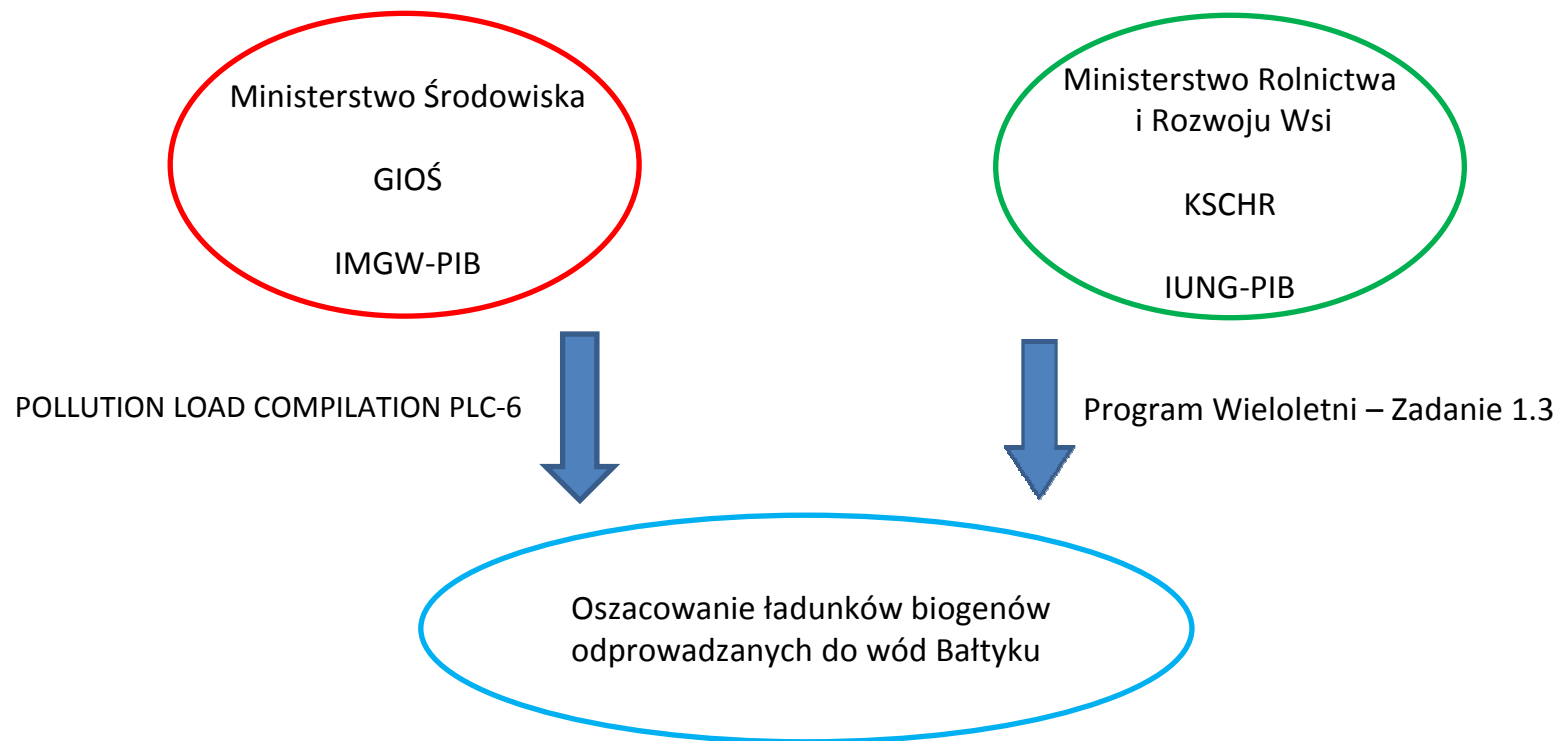 Ministerstwo Środowiska
GIOŚ
IMGW-PIB
Ministerstwo Rolnictwa
i Rozwoju Wsi
KSCHR
IUNG-PIB
POLLUTION LOAD COMPILATION PLC-6
Program Wieloletni – Zadanie 1.3
Oszacowanie ładunków biogenów
odprowadzanych do wód Bałtyku